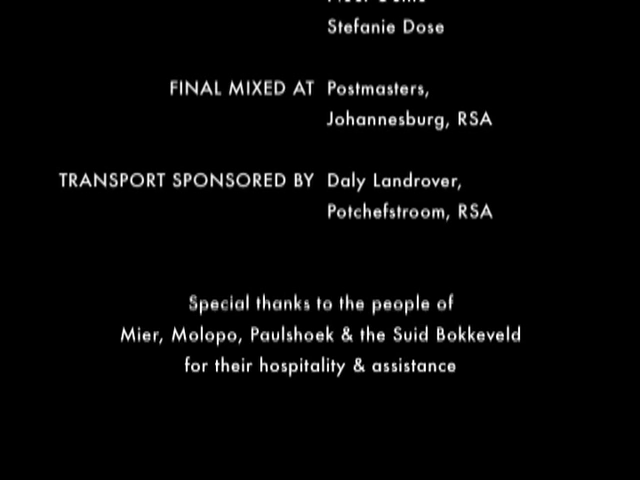 Stefanie Dose
FINAL MIXED AT Postmasters,
Johannesburg, RSA
TRANSPORT SPONSORED BY Daly Landrover,
Potchefstroom, RSA
Special thanks to the people of
Mier, Molopo, Paulshoek & the Suid Bokkeveld
for their hospitality & assistance